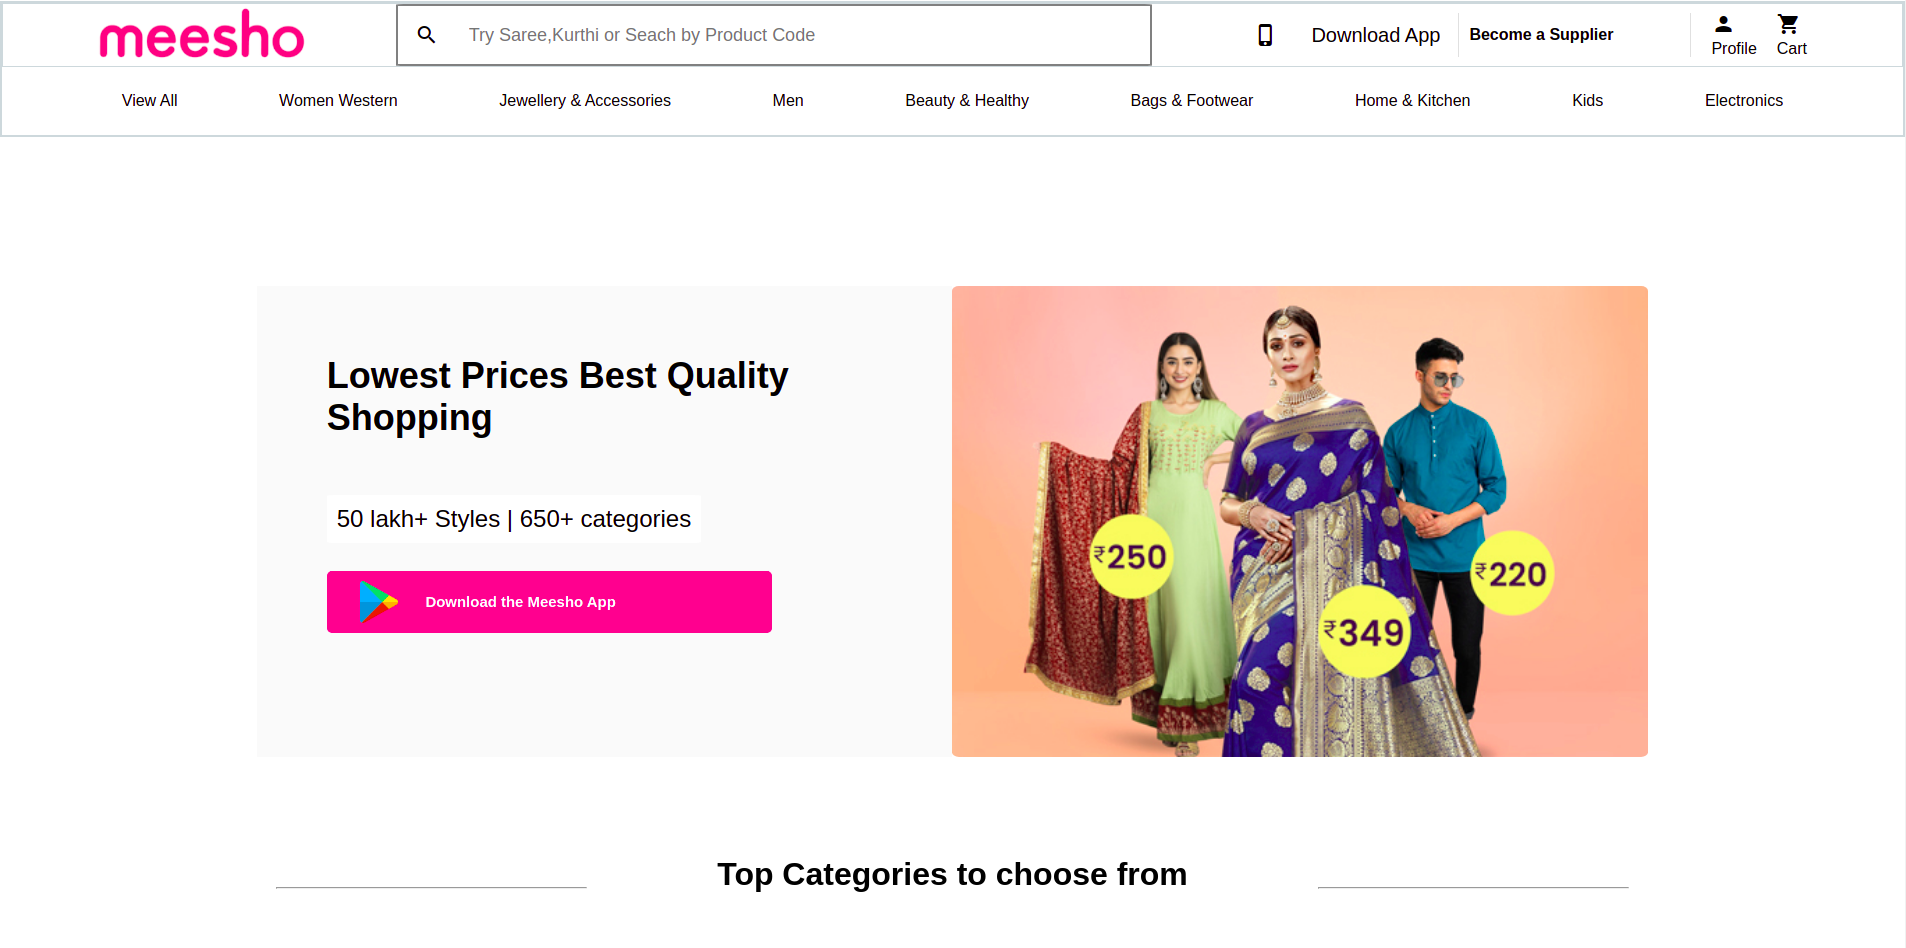 meesho
Try Saree,Kurthi or Seach by Product Code
Download App
Become a Supplier
Profile
Cart
View All
Women Western
Jewellery & Accessories
Men
Beauty & Healthy
Bags & Footwear
Home & Kitchen
Kids
Electronics
Lowest Prices Best Quality
Shopping
50 lakh+ Styles | 650+ categories
Download the Meesho App
₹250
₹349
₹220
Top Categories to choose from